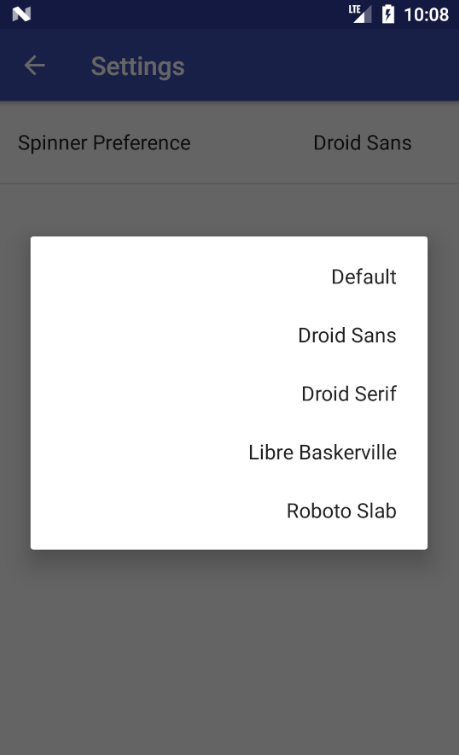 LTE 10:08
Settings
Spinner Preference Droid Sans
Default
Droid Sans
Droid Serif
Libre Baskerville
Roboto Slab